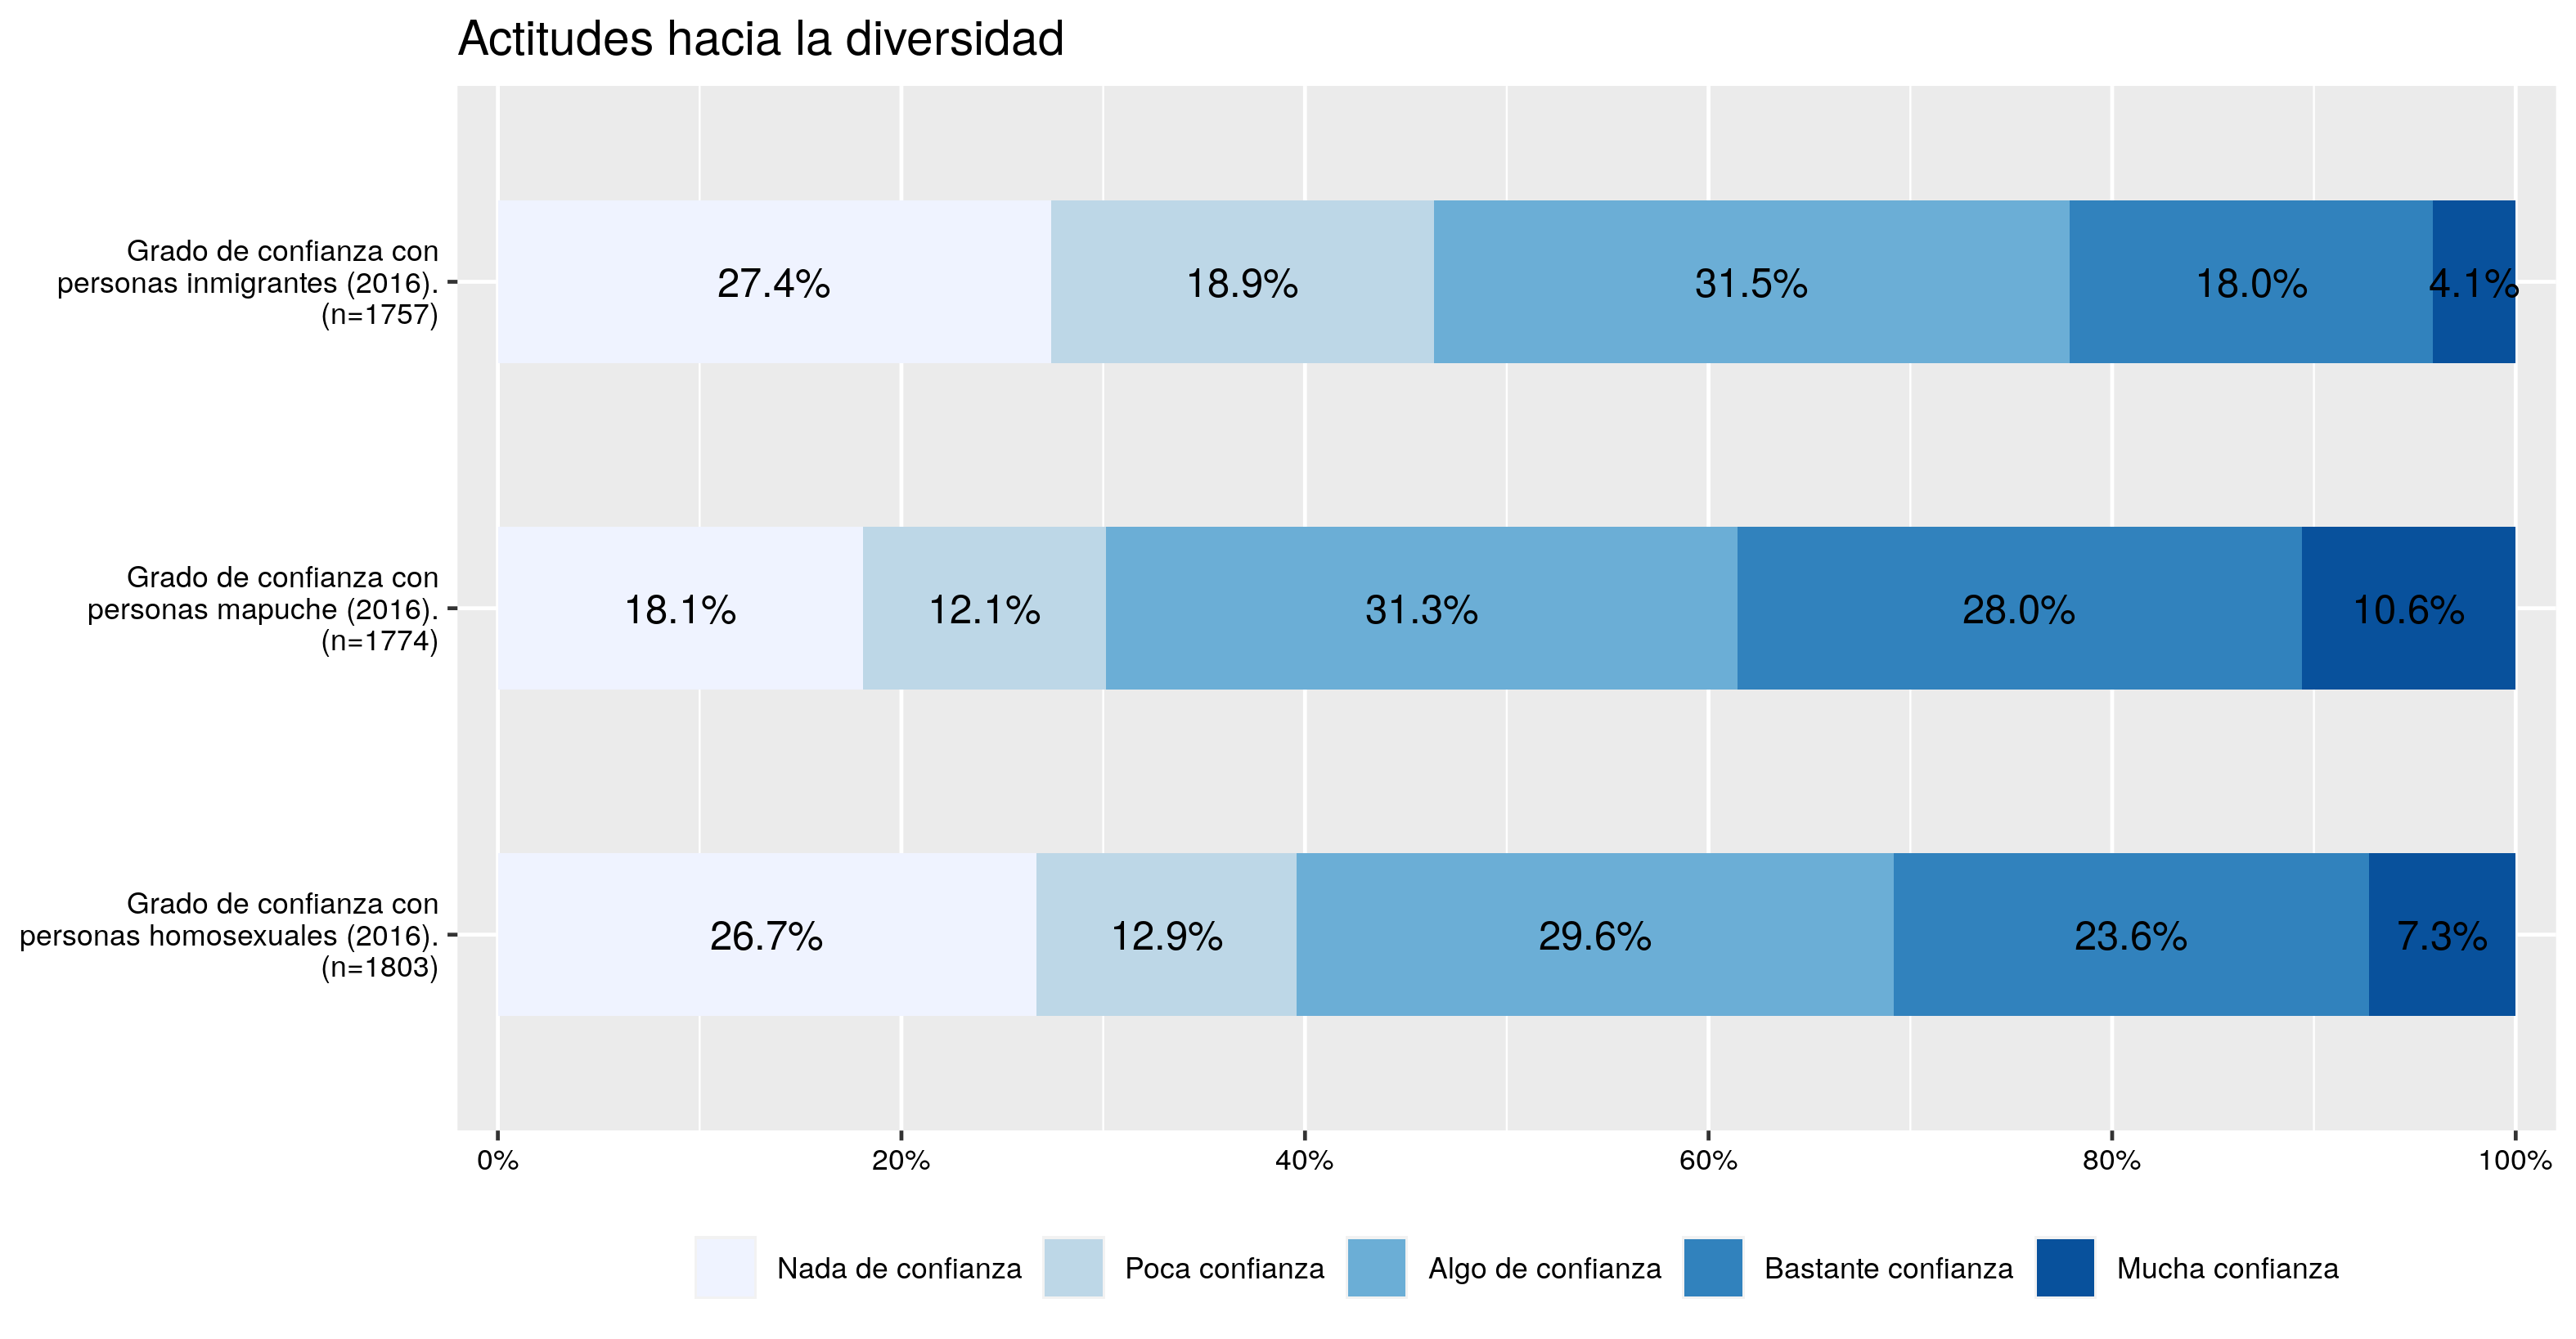 Actitudes hacia la diversidad
Grado de confianza con
personas inmigrantes (2016).
(n=1757)
27.4%
18.9%
31.5%
18.0%
4.1%
Grado de confianza con
personas mapuche (2016).
(n=1774)
18.1%
12.1%
31.3%
28.0%
10.6%
Grado de confianza con
personas homosexuales (2016).
(n=1803)
26.7%
12.9%
29.6%
23.6%
7.3%
0%
20%
40%
60%
80%
100%
Nada de confianza
Poca confianza
Algo de confianza
Bastante confianza
Mucha confianza